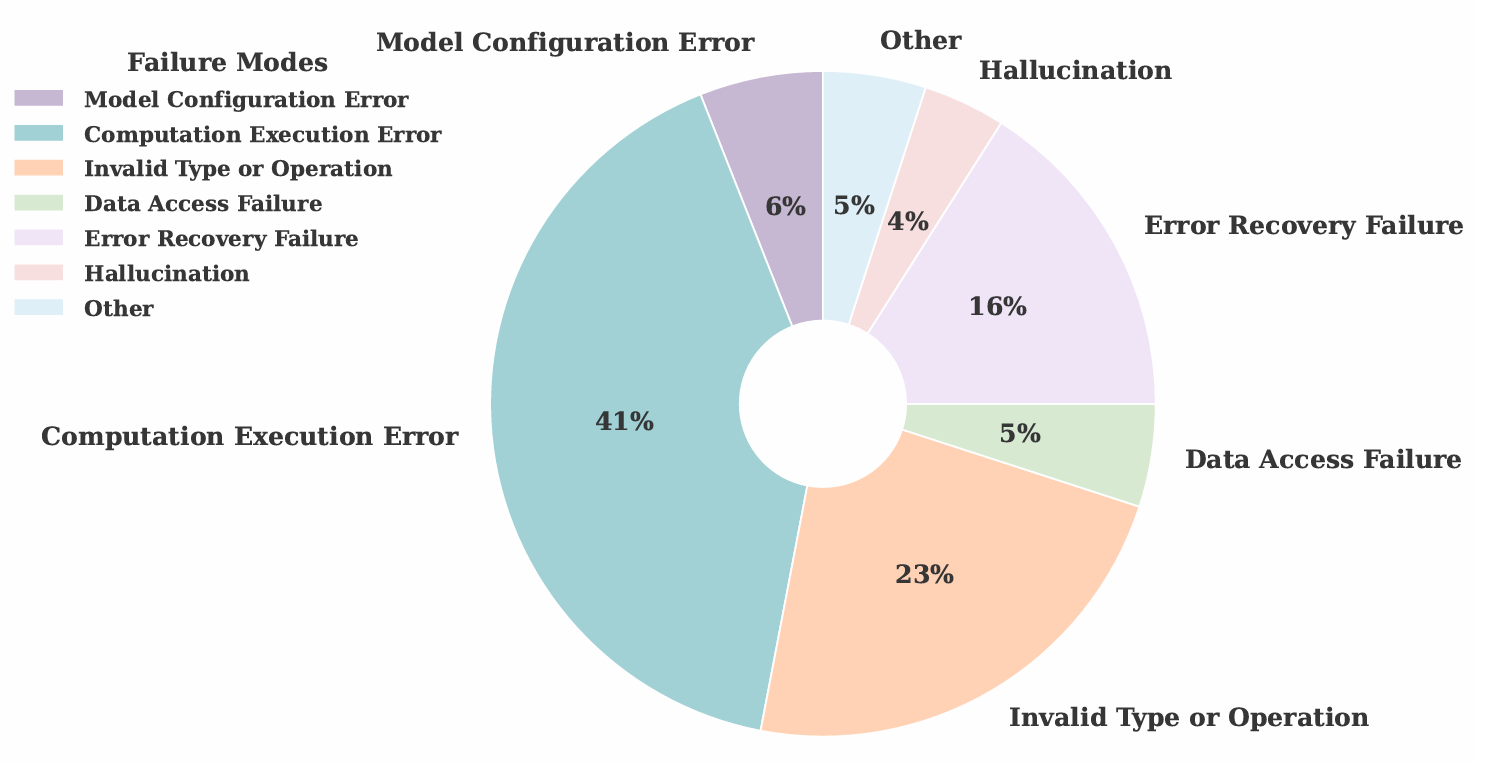 Failure Modes
Model Configuration Error
Computation Execution Error
Invalid Type or Operation
Data Access Failure
Error Recovery Failure
Hallucination
Other
Model Configuration Error
Other
Hallucination
Error Recovery Failure
Data Access Failure
Invalid Type or Operation
Computation Execution Error
6%
5%
4%
16%
5%
23%
41%